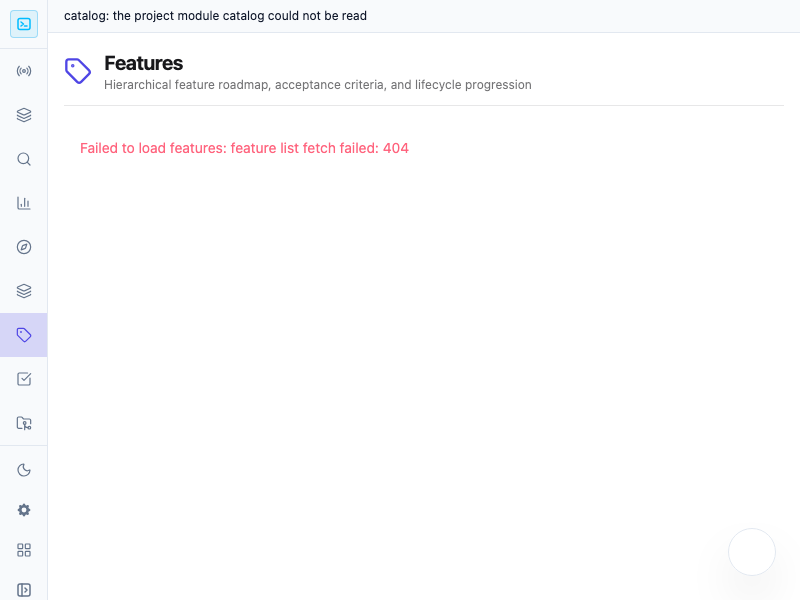 catalog: the project module catalog could not be read
Features
Hierarchical feature roadmap, acceptance criteria, and lifecycle progression
Failed to load features: feature list fetch failed: 404